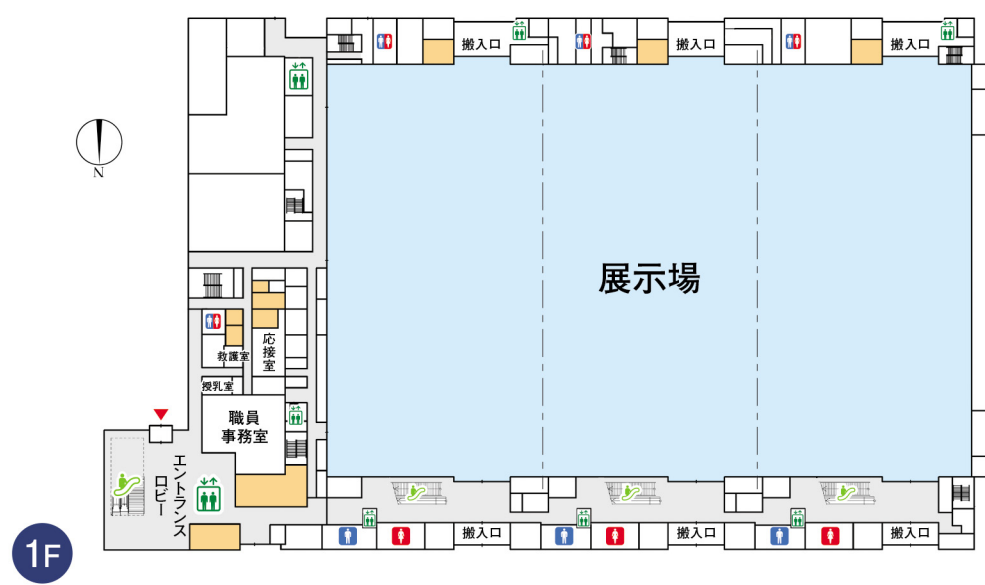 搬入口
搬入口
搬入口
N
展示場
応接室
救護室
授乳室
職員
事務室
エントランス
ロビー
搬入口
搬入口
搬入口
1F